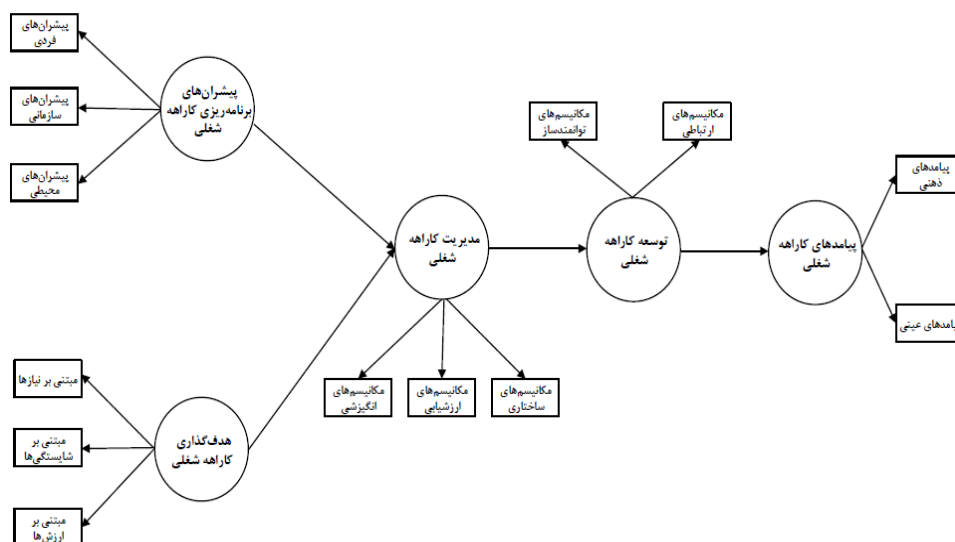 پیشران‌های
فردی
پیشران‌های
سازمانی
پیشران‌های
محیطی
پیشران‌های
برنامه‌ریزی کاراهه
شغلی
مکانیسم‌های
ارتباطی
مکانیسم‌های
توانمندساز
پیامدهای
ذهنی
مدیریت کاراهه
شغلی
توسعه کاراهه
شغلی
پیامدهای کاراهه
شغلی
یامدهای عینی
مکانیسم‌های
ساختاری
مکانیسم‌های
ارزشیابی
مکانیسم‌های
انگیزشی
مبتنی بر نیازها
مبتنی بر
شایستگی‌ها
مبتنی بر
ارزش‌ها
هدف‌گذاری
کاراهه شغلی